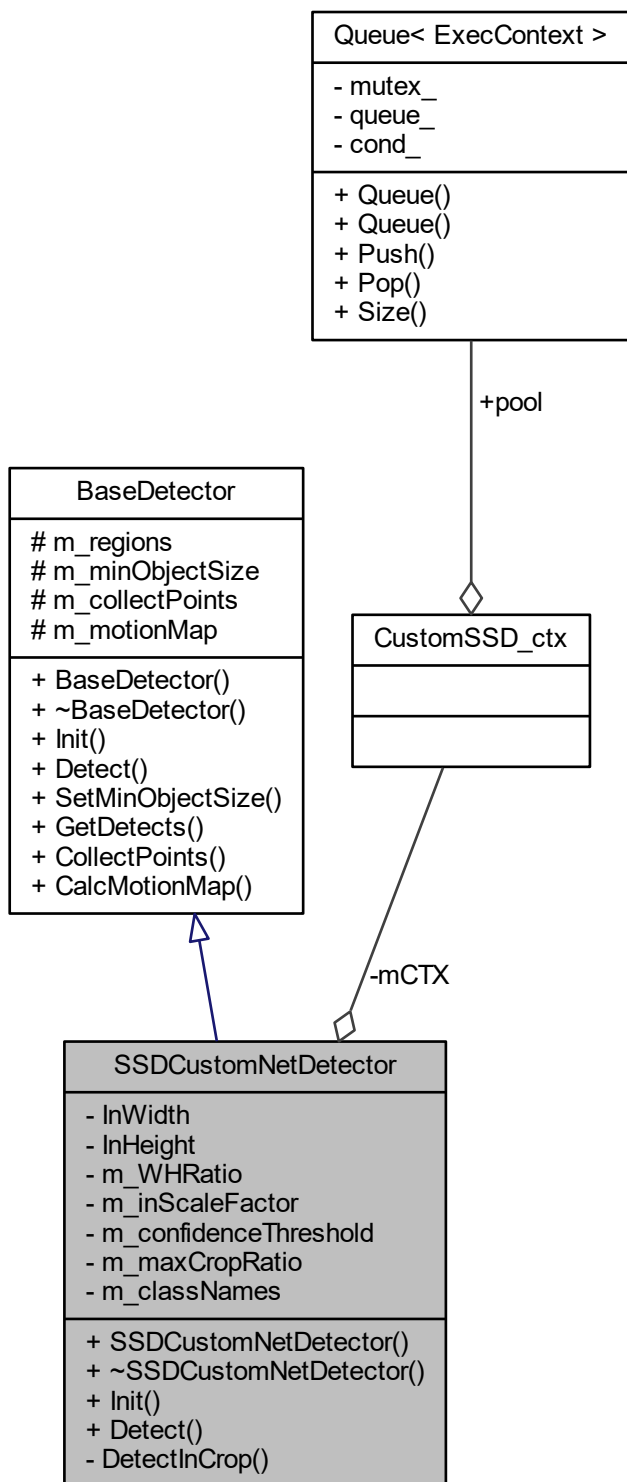 Queue< ExecContext >
- mutex_
- queue_
- cond_
+ Queue()
+ Queue()
+ Push()
+ Pop()
+ Size()
+pool
BaseDetector
# m_regions
# m_minObjectSize
# m_collectPoints
# m_motionMap
+ BaseDetector()
+ ~BaseDetector()
+ Init()
+ Detect()
+ SetMinObjectSize()
+ GetDetects()
+ CollectPoints()
+ CalcMotionMap()
CustomSSD_ctx
-mCTX
SSDCustomNetDetector
- InWidth
- InHeight
- m_WHRatio
- m_inScaleFactor
- m_confidenceThreshold
- m_maxCropRatio
- m_classNames
+ SSDCustomNetDetector()
+ ~SSDCustomNetDetector()
+ Init()
+ Detect()
- DetectInCrop()